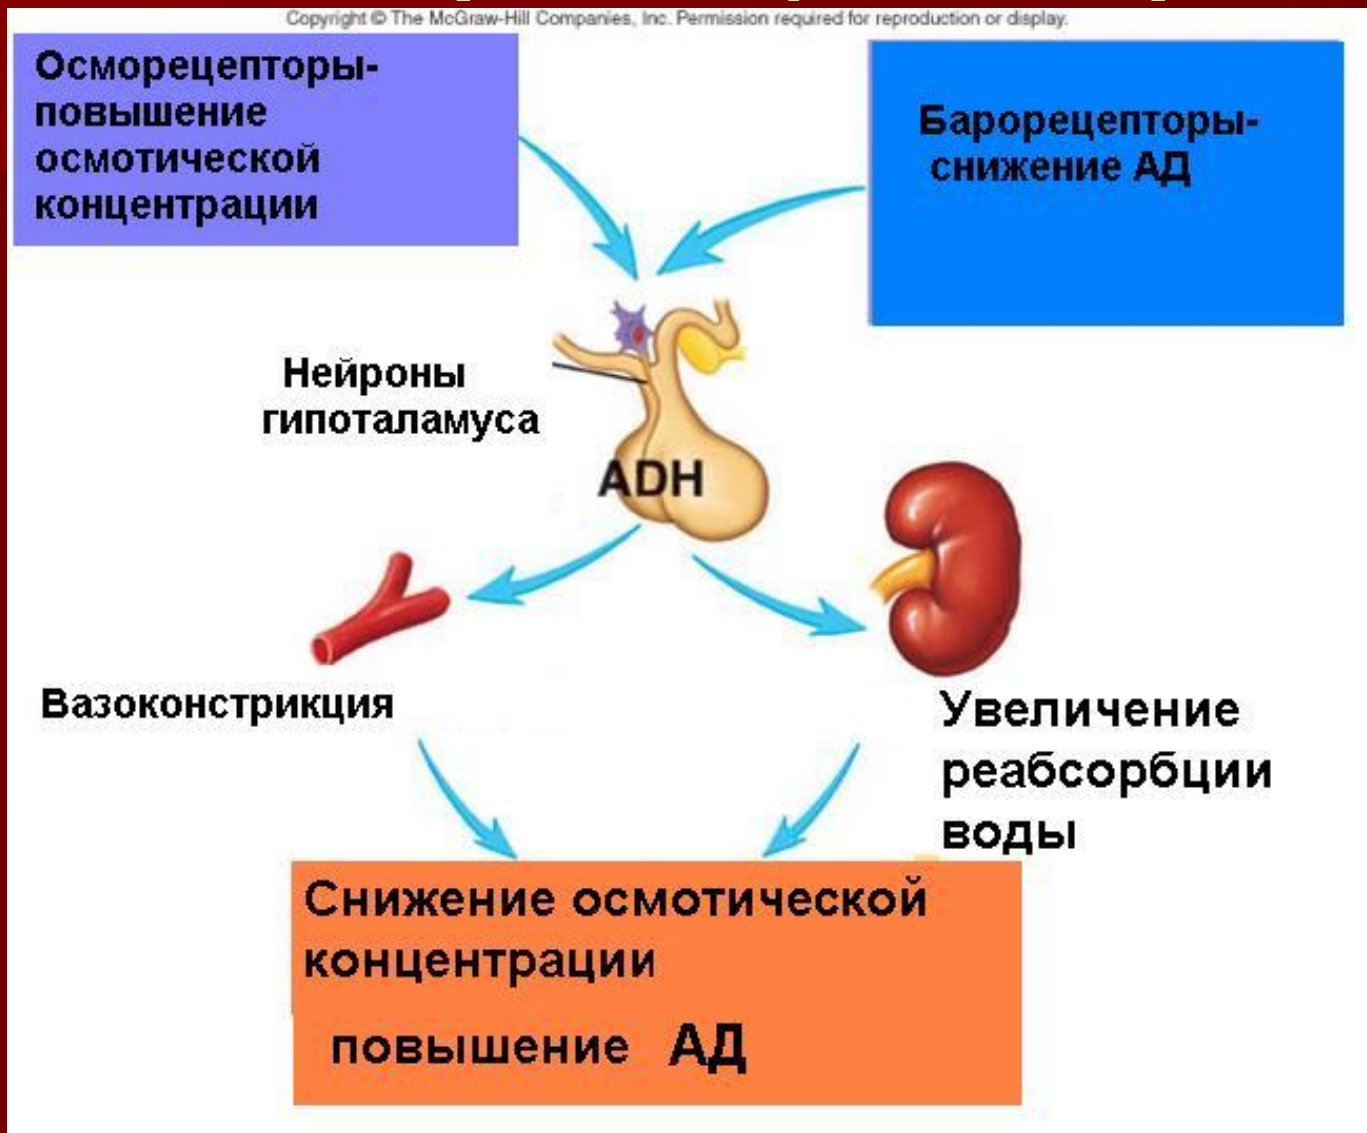 Copyright © The McGraw-Hill Companies, Inc. Permission required for reproduction or display.
Осморецепторы-
повышение
осмотической
концентрации
Барорецепторы-
снижение АД
Нейроны
гипоталамуса
ADH
Вазоконстрикция
Увеличение
реабсорбции
воды
Снижение осмотической
концентрации
повышение АД